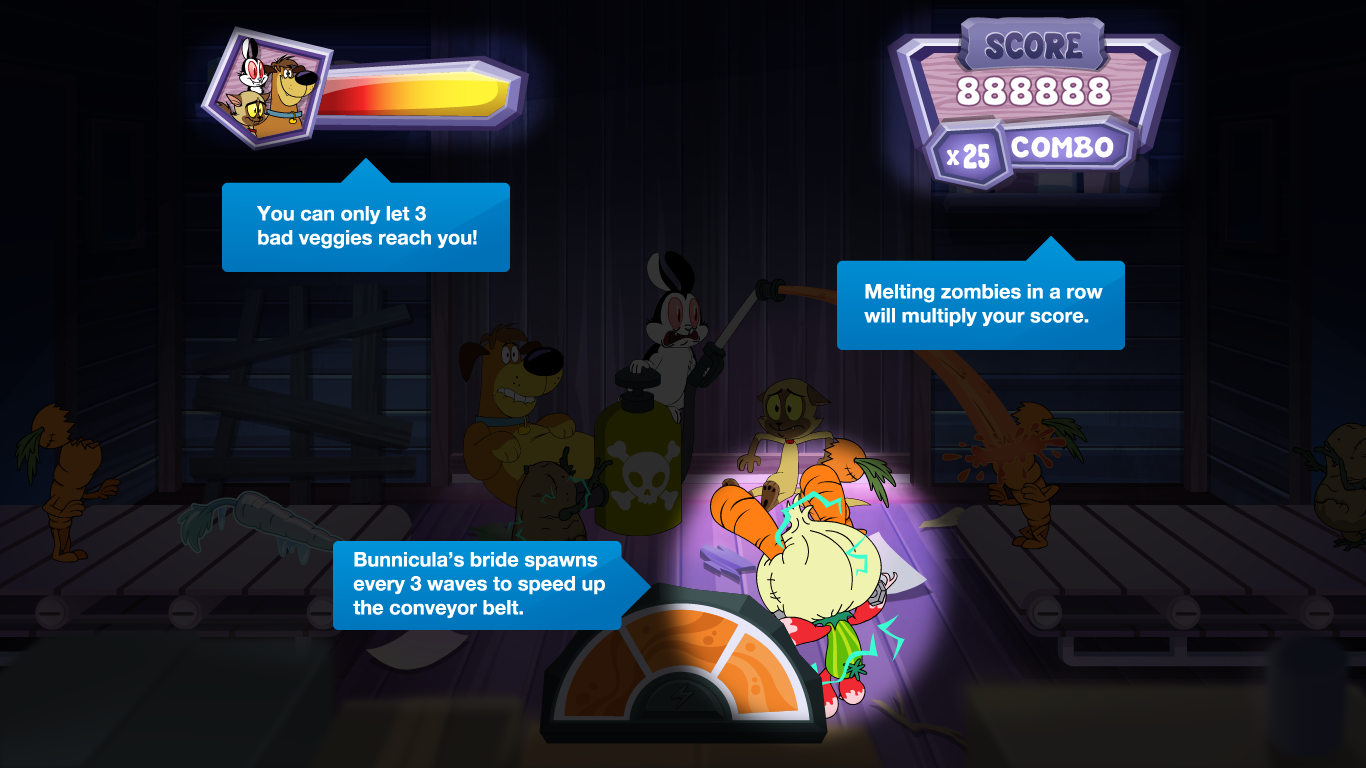 SCORE
888888
x25 COMBO
You can only let 3
bad veggies reach you!
Melting zombies in a row
will multiply your score.
Bunnicula’s bride spawns
every 3 waves to speed up
the conveyor belt.